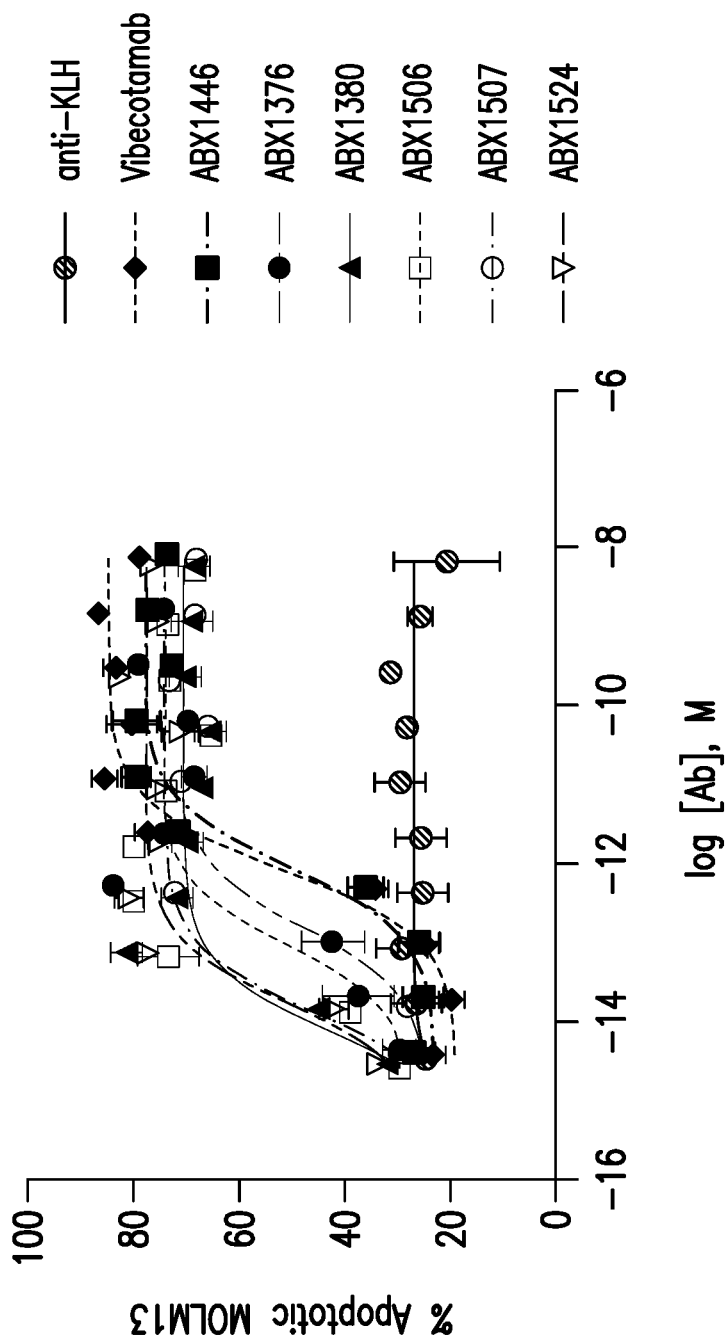 % Apoptotic MOLM13
100
80
60
40
20
0
-16
-14
-12
-10
-8
-6
log [Ab], M
anti-KLH
Vibecotamab
ABX1446
ABX1376
ABX1380
ABX1506
ABX1507
ABX1524